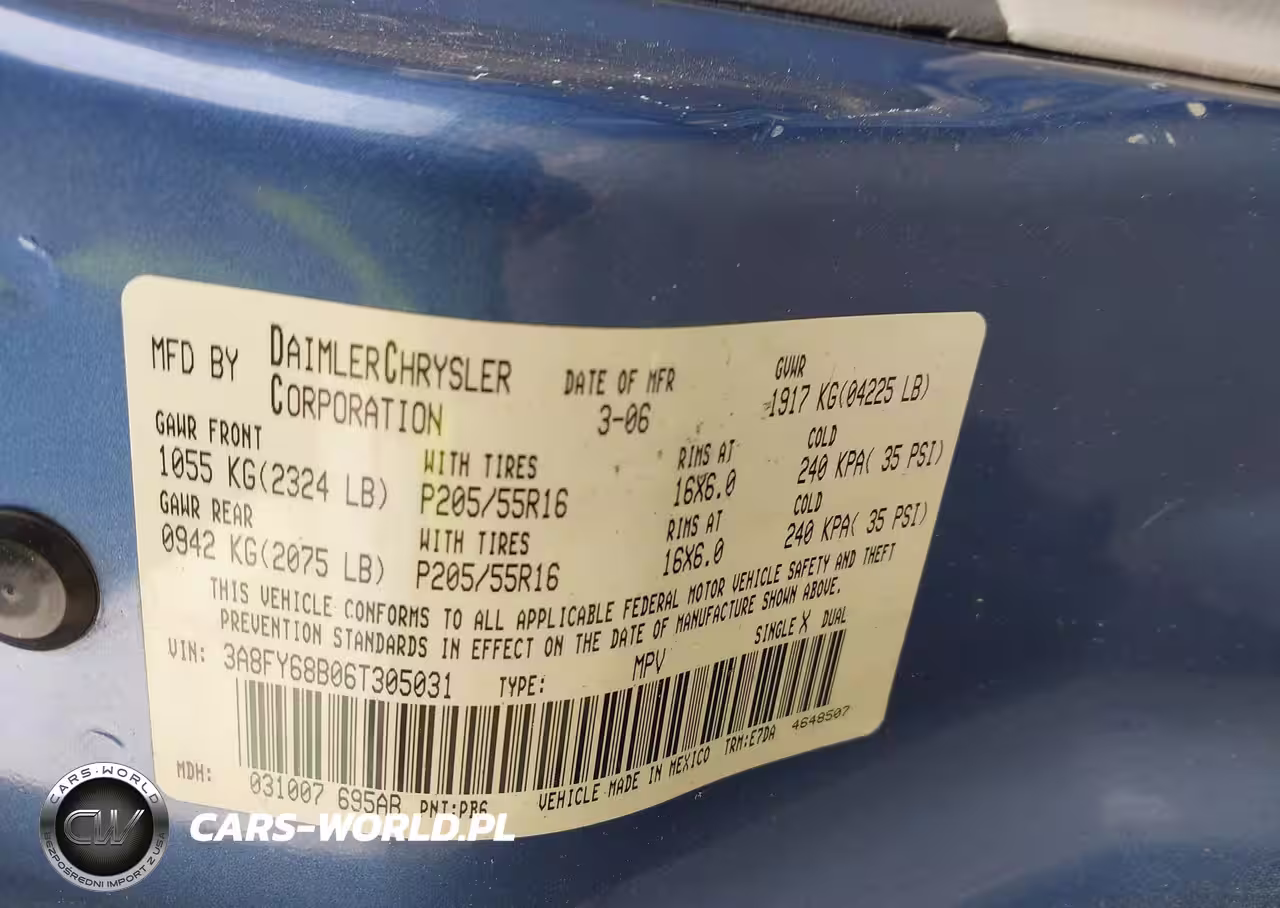 MFD BY DAIMLERCHRYSLER CORPORATION DATE OF MFR 3-06 GVWR 1917 KG(04225 LB)
GAWR FRONT WITH TIRES RIMS AT COLD
1055 KG(2324 LB) P205/55R16 16X6.0 240 KPA( 35 PSI)
GAWR REAR WITH TIRES RIMS AT COLD
0942 KG(2075 LB) P205/55R16 16X6.0 240 KPA( 35 PSI)
THIS VEHICLE CONFORMS TO ALL APPLICABLE FEDERAL MOTOR VEHICLE SAFETY AND THEFT
PREVENTION STANDARDS IN EFFECT ON THE DATE OF MANUFACTURE SHOWN ABOVE.
VIN: 3A8FY68B06T305031 TYPE: MPV SINGLE X DUAL
MDH: 031007 695AB PNT:PB6 VEHICLE MADE IN MEXICO TRM:E7DA 4648507
CARS-WORLD
CW
BEZPOŚREDNI IMPORT Z USA
CARS-WORLD.PL